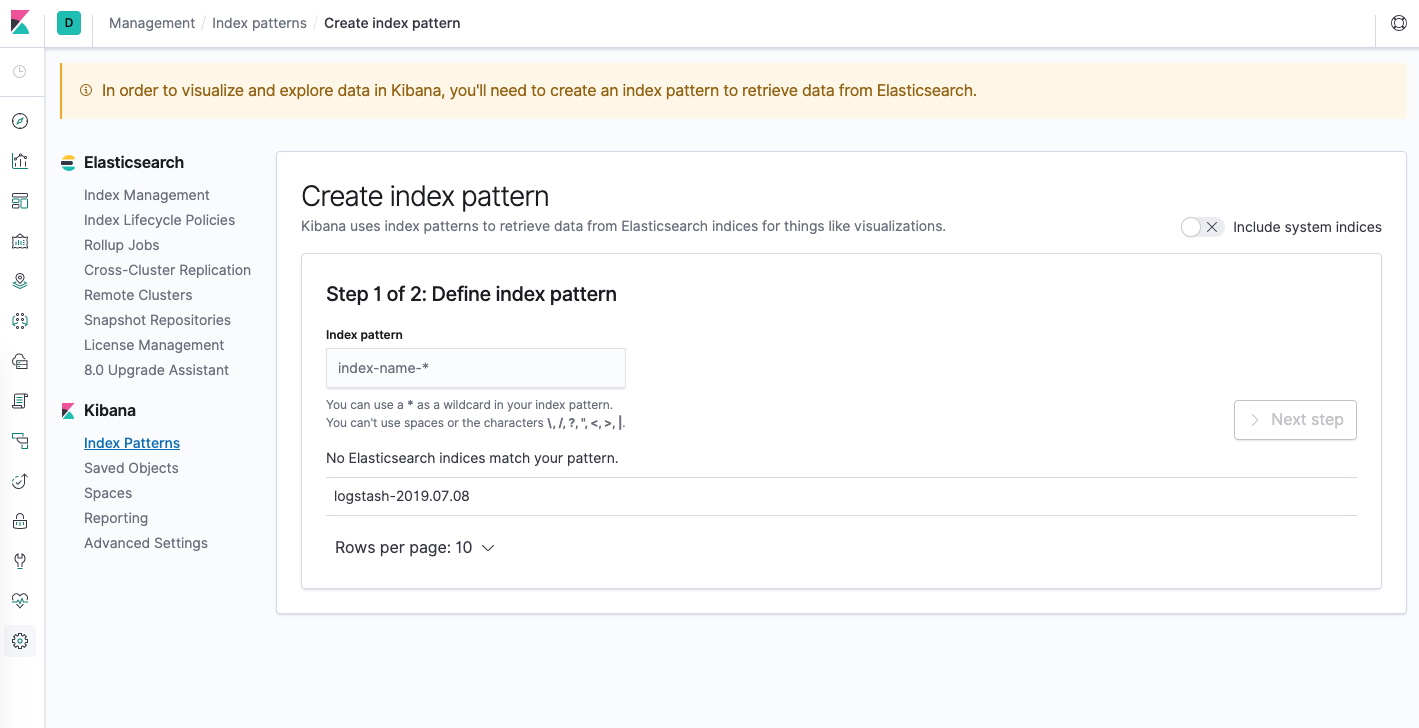 D
Management / Index patterns / Create index pattern
In order to visualize and explore data in Kibana, you'll need to create an index pattern to retrieve data from Elasticsearch.
Elasticsearch
Index Management
Index Lifecycle Policies
Rollup Jobs
Cross-Cluster Replication
Remote Clusters
Snapshot Repositories
License Management
8.0 Upgrade Assistant
Kibana
Index Patterns
Saved Objects
Spaces
Reporting
Advanced Settings
Create index pattern
Kibana uses index patterns to retrieve data from Elasticsearch indices for things like visualizations.
Include system indices
Step 1 of 2: Define index pattern
Index pattern
index-name-*
You can use a * as a wildcard in your index pattern.
You can't use spaces or the characters \, /, ?, ", <, >, |.
Next step
No Elasticsearch indices match your pattern.
logstash-2019.07.08
Rows per page: 10